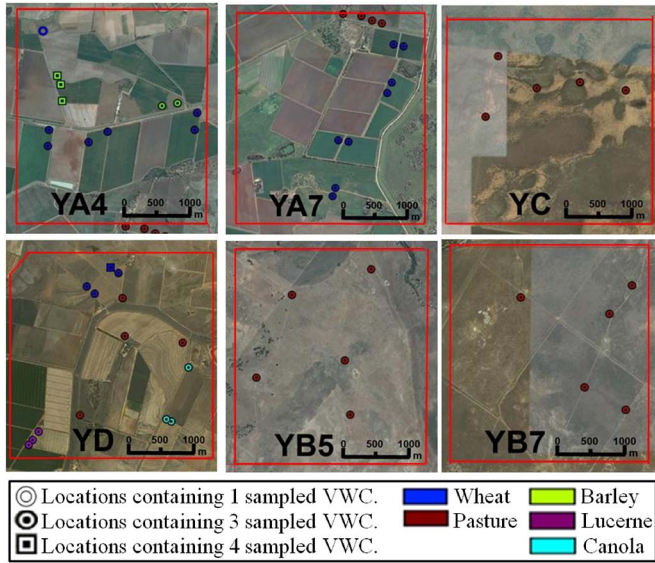 YA4
0 500 1000
m
YA7
0 500 1000
m
YC
0 500 1000
m
YD
0 500 1000
m
YB5
0 500 1000
m
YB7
0 500 1000
m
Locations containing 1 sampled VWC.
Locations containing 3 sampled VWC.
Locations containing 4 sampled VWC.
Wheat
Pasture
Barley
Lucerne
Canola